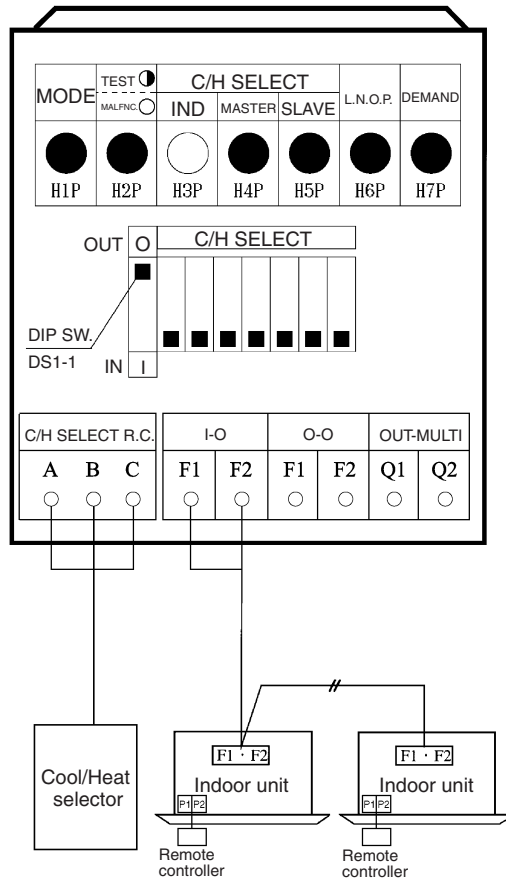 MODE TEST C/H SELECT L.N.O.P. DEMAND
MALFNC. IND MASTER SLAVE
H1P H2P H3P H4P H5P H6P H7P
OUT O C/H SELECT
DIP SW.
DS1-1 IN I
C/H SELECT R.C. I-O O-O OUT-MULTI
A B C F1 F2 F1 F2 Q1 Q2
F1 · F2 F1 · F2
Cool/Heat selector
Indoor unit Indoor unit
P1 P2 P1 P2
Remote controller Remote controller